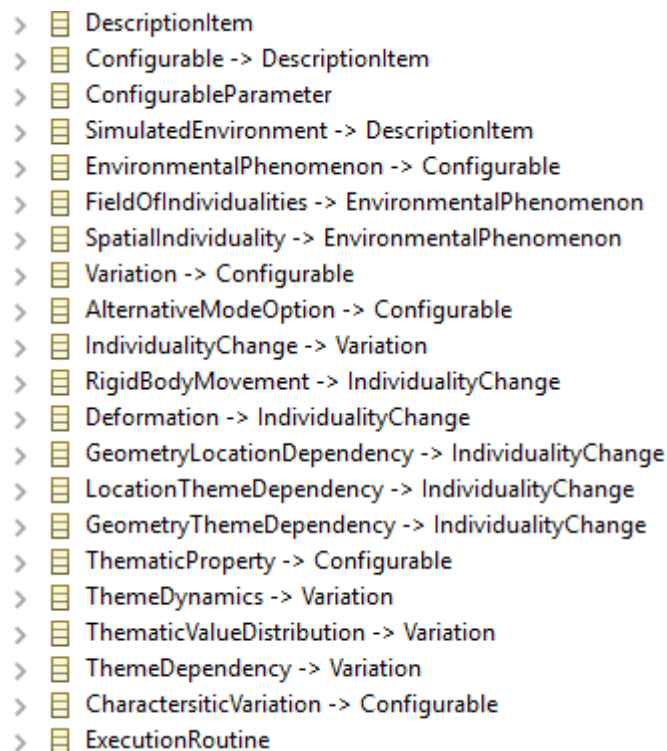 DescriptionItem
Configurable -> DescriptionItem
ConfigurableParameter
SimulatedEnvironment -> DescriptionItem
EnvironmentalPhenomenon -> Configurable
FieldOfIndividualities -> EnvironmentalPhenomenon
SpatialIndividuality -> EnvironmentalPhenomenon
Variation -> Configurable
AlternativeModeOption -> Configurable
IndividualityChange -> Variation
RigidBodyMovement -> IndividualityChange
Deformation -> IndividualityChange
GeometryLocationDependency -> IndividualityChange
LocationThemeDependency -> IndividualityChange
GeometryThemeDependency -> IndividualityChange
ThematicProperty -> Configurable
ThemeDynamics -> Variation
ThematicValueDistribution -> Variation
ThemeDependency -> Variation
CharactersiticVariation -> Configurable
ExecutionRoutine